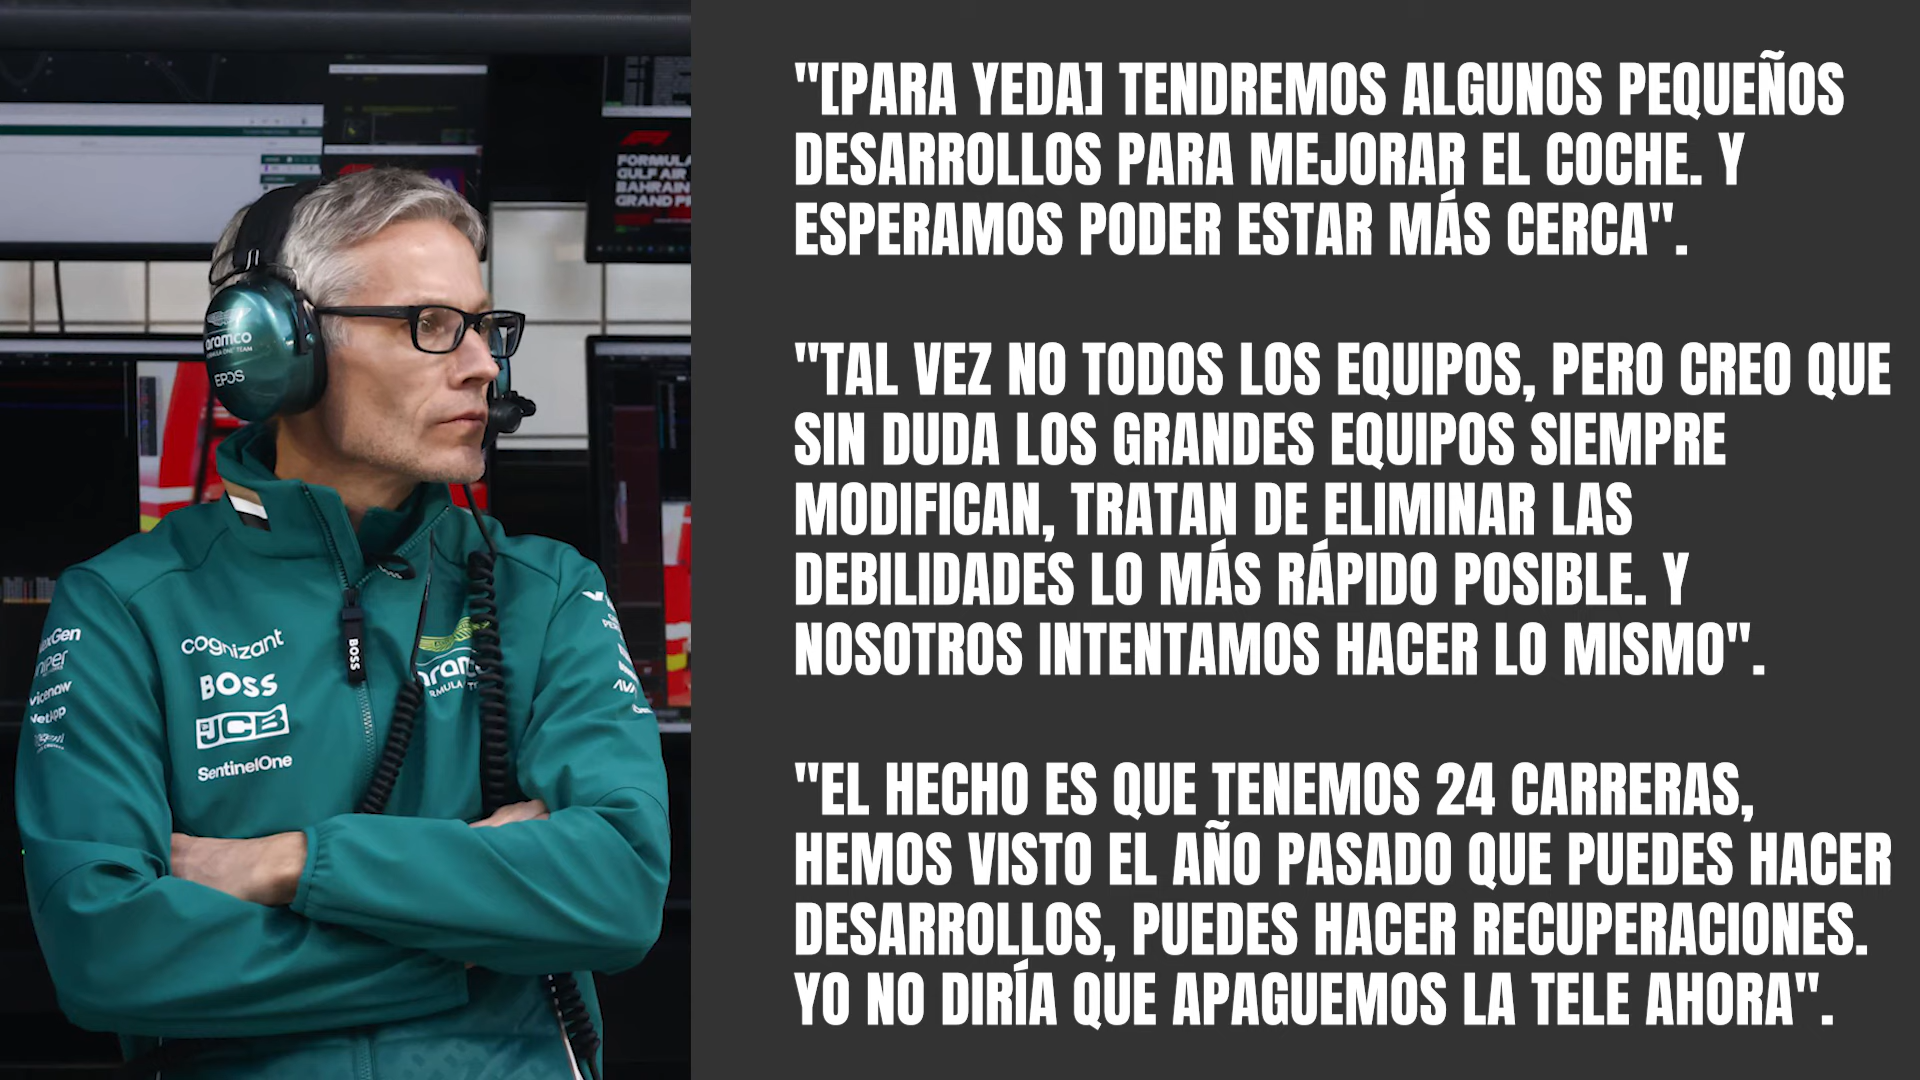 "[PARA YEDA] TENDREMOS ALGUNOS PEQUEÑOS
DESARROLLOS PARA MEJORAR EL COCHE. Y
ESPERAMOS PODER ESTAR MÁS CERCA".
"TAL VEZ NO TODOS LOS EQUIPOS, PERO CREO QUE
SIN DUDA LOS GRANDES EQUIPOS SIEMPRE
MODIFICAN, TRATAN DE ELIMINAR LAS
DEBILIDADES LO MÁS RÁPIDO POSIBLE. Y
NOSOTROS INTENTAMOS HACER LO MISMO".
"EL HECHO ES QUE TENEMOS 24 CARRERAS,
HEMOS VISTO EL AÑO PASADO QUE PUEDES HACER
DESARROLLOS, PUEDES HACER RECUPERACIONES.
YO NO DIRÍA QUE APAGUEMOS LA TELE AHORA".
FORMULA
GULF AIR
BAHRAIN
GRAND
aramco
EPOS
cognizant
BOSS
JCB
SentinelOne
BOSS
NetApp